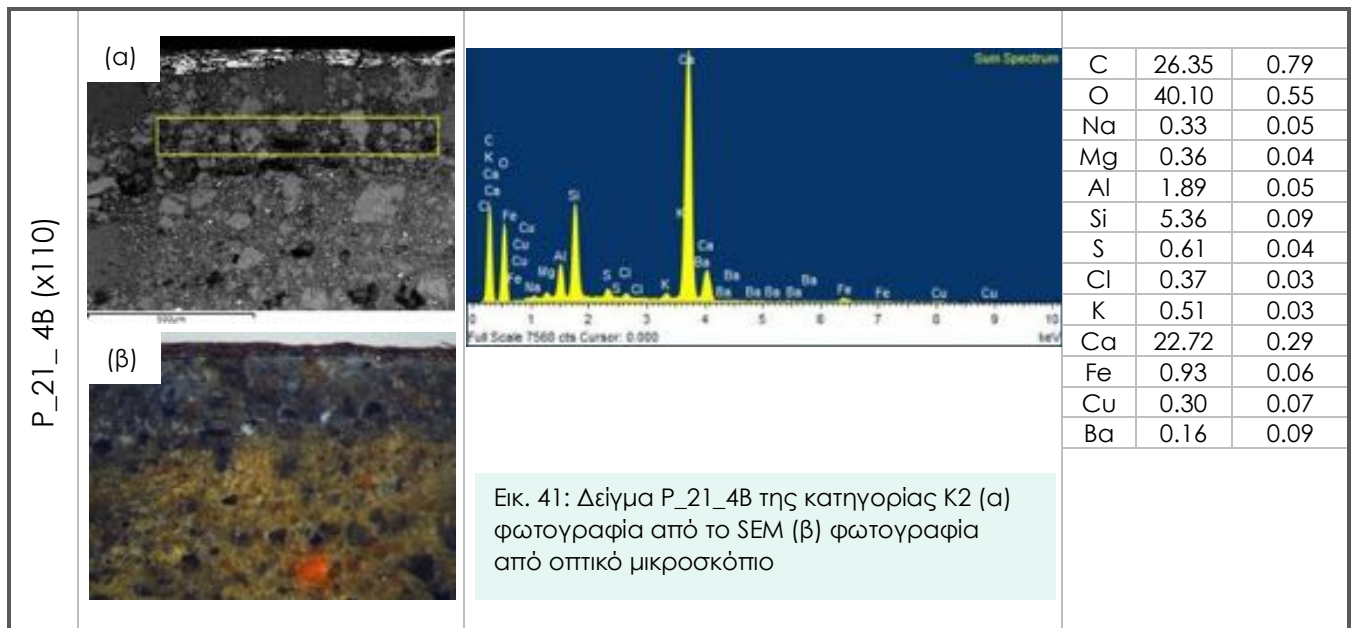 P_21_4B (x110)
(α)
500μm
(β)
Sum Spectrum
Ca
C
K
O
Ca
Ca
Cl
Fe
Cu
Cu
Cu
Fe
Na
Mg
Al
Si
S
S
Cl
Cl
K
K
Ca
Ba
Ba
Ba
Ba
Ba
Ba
Ba
Fe
Fe
Cu
Cu
0 1 2 3 4 5 6 7 8 9 10
Full Scale 7568 cts Cursor: 0.000
keV
C 26.35 0.79
O 40.10 0.55
Na 0.33 0.05
Mg 0.36 0.04
Al 1.89 0.05
Si 5.36 0.09
S 0.61 0.04
Cl 0.37 0.03
K 0.51 0.03
Ca 22.72 0.29
Fe 0.93 0.06
Cu 0.30 0.07
Ba 0.16 0.09
Εικ. 41: Δείγμα P_21_4B της κατηγορίας Κ2 (α)
φωτογραφία από το SEM (β) φωτογραφία
από οπτικό μικροσκόπιο